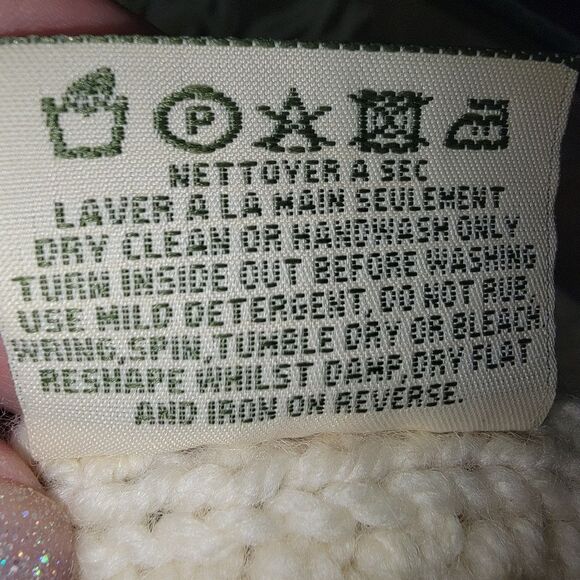 P
NETTOYER A SEC
LAVER A LA MAIN SEULEMENT
DRY CLEAN OR HANDWASH ONLY
TURN INSIDE OUT BEFORE WASHING
USE MILD DETERGENT, DO NOT RUB,
WRING, SPIN, TUMBLE DRY OR BLEACH.
RESHAPE WHILST DAMP, DRY FLAT
AND IRON ON REVERSE.